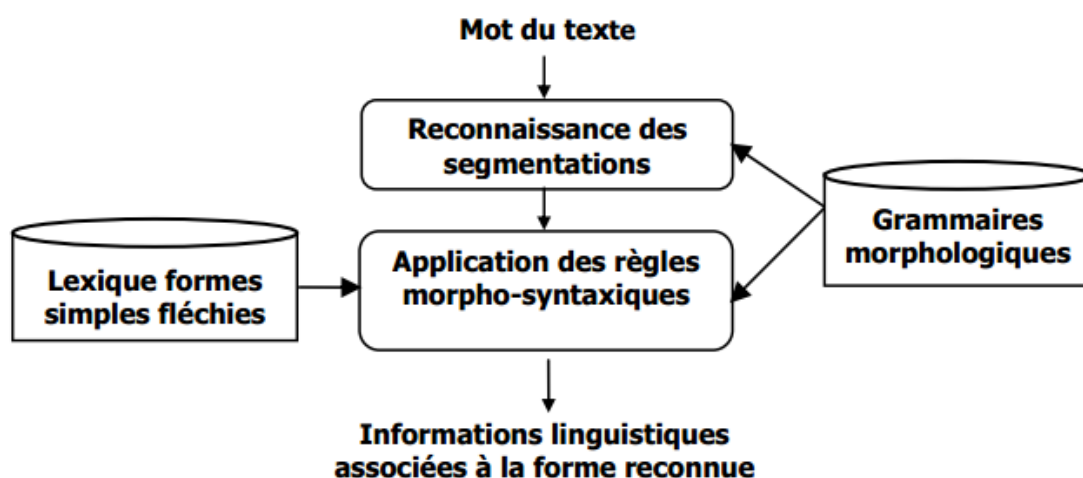 Mot du texte
Reconnaissance des
segmentations
Grammaires
morphologiques
Lexique formes
simples fléchies
Application des règles
morpho-syntaxiques
Informations linguistiques
associées à la forme reconnue